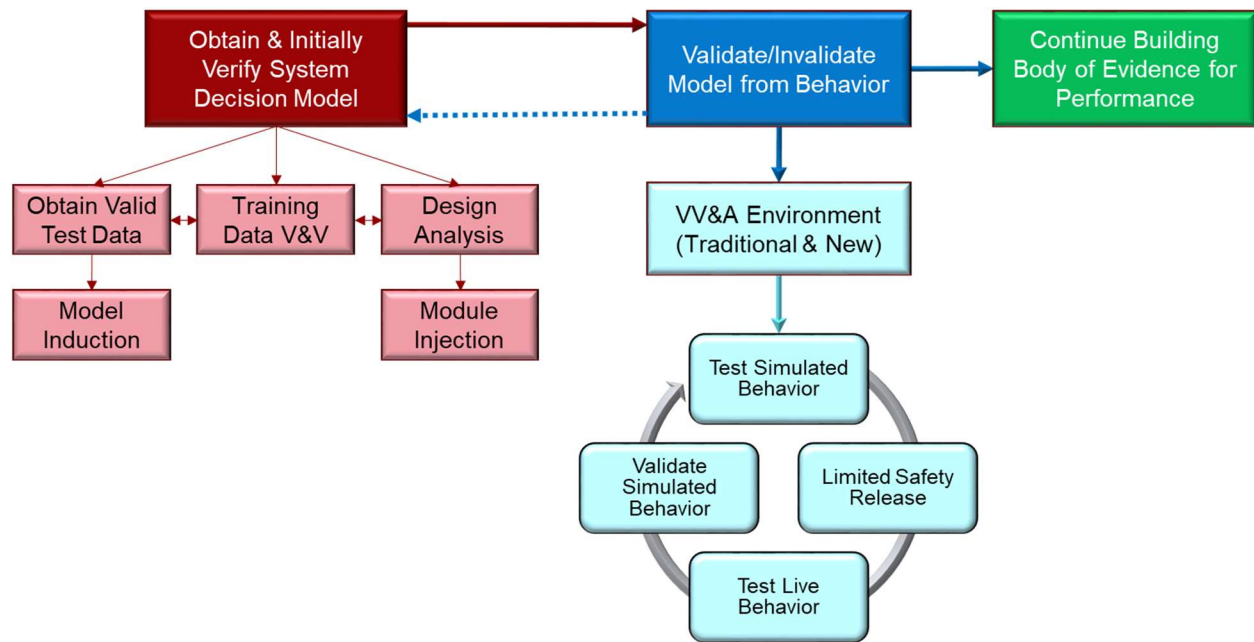 Obtain & Initially
Verify System
Decision Model
Validate/Invalidate
Model from Behavior
Continue Building
Body of Evidence for
Performance
Obtain Valid
Test Data
Training
Data V&V
Design
Analysis
Model
Induction
Module
Injection
VV&A Environment
(Traditional & New)
Test Simulated
Behavior
Validate
Simulated
Behavior
Limited Safety
Release
Test Live
Behavior